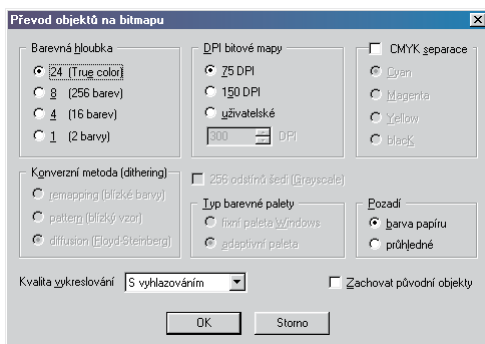 Převod objektů na bitmapu
Barevná hloubka
24 (True color)
8 (256 barev)
4 (16 barev)
1 (2 barvy)
DPI bitové mapy
75 DPI
150 DPI
uživatelské
300 DPI
CMYK separace
Cyan
Magenta
Yellow
blacK
Konverzní metoda (dithering)
remapping (blízké barvy)
pattern (blízký vzor)
diffusion (Floyd-Steinberg)
256 odstínů šedi (Grayscale)
Typ barevné palety
fixní paleta Windows
adaptivní paleta
Pozadí
barva papíru
průhledné
Kvalita vykreslování S vyhlazováním
Zachovat původní objekty
OK Storno